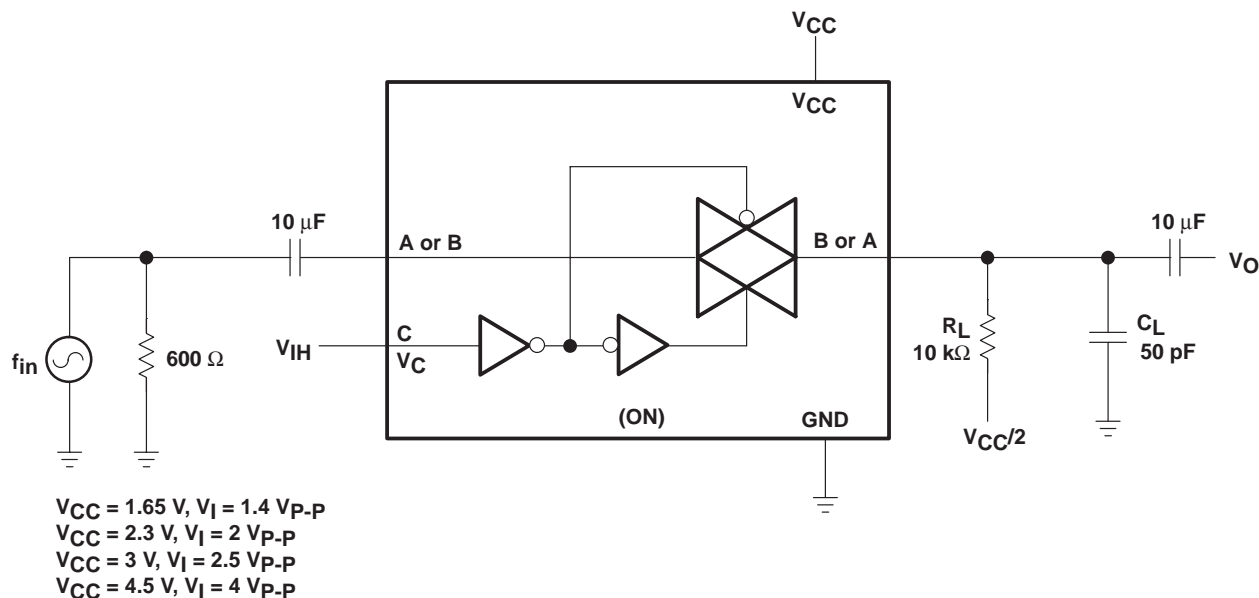 VCC
VCC
10 μF
A or B
B or A
10 μF
VO
fin
600 Ω
VIH
C
VC
RL
10 kΩ
CL
50 pF
(ON)
GND
VCC/2
VCC = 1.65 V, VI = 1.4 VP-P
VCC = 2.3 V, VI = 2 VP-P
VCC = 3 V, VI = 2.5 VP-P
VCC = 4.5 V, VI = 4 VP-P